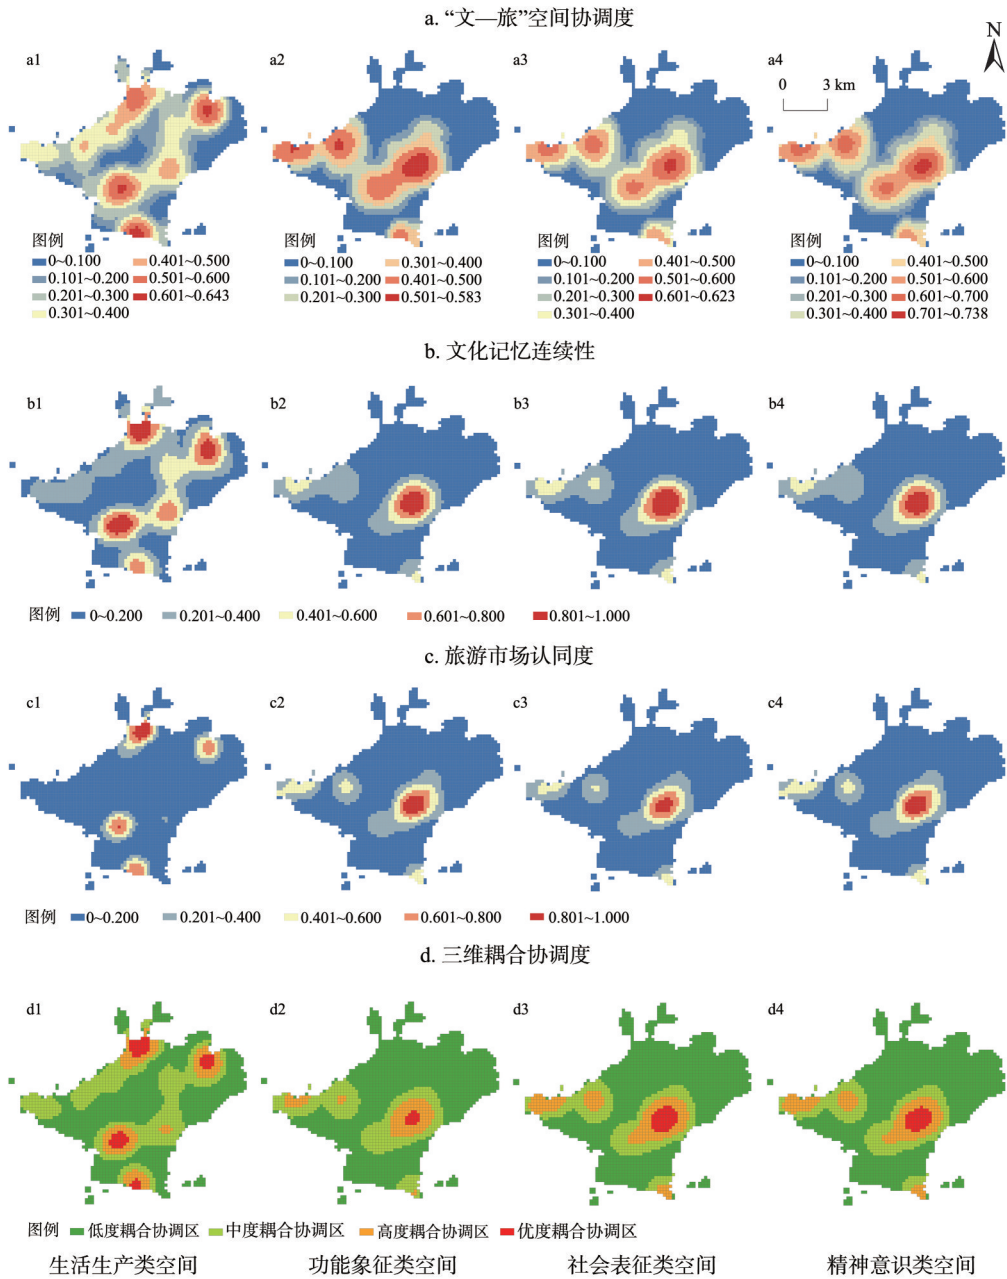 a. “文—旅”空间协调度
N
a1
a2
a3
a4
0 3 km
图例
0~0.100
0.101~0.200
0.201~0.300
0.301~0.400
0.401~0.500
0.501~0.600
0.601~0.643
图例
0~0.100
0.101~0.200
0.201~0.300
0.301~0.400
0.401~0.500
0.501~0.583
图例
0~0.100
0.101~0.200
0.201~0.300
0.301~0.400
0.401~0.500
0.501~0.600
0.601~0.623
图例
0~0.100
0.101~0.200
0.201~0.300
0.301~0.400
0.401~0.500
0.501~0.600
0.601~0.700
0.701~0.738
b. 文化记忆连续性
b1
b2
b3
b4
图例 0~0.200 0.201~0.400 0.401~0.600 0.601~0.800 0.801~1.000
c. 旅游市场认同度
c1
c2
c3
c4
图例 0~0.200 0.201~0.400 0.401~0.600 0.601~0.800 0.801~1.000
d. 三维耦合协调度
d1
d2
d3
d4
图例 低度耦合协调区 中度耦合协调区 高度耦合协调区 优度耦合协调区
生活生产类空间 功能象征类空间 社会表征类空间 精神意识类空间